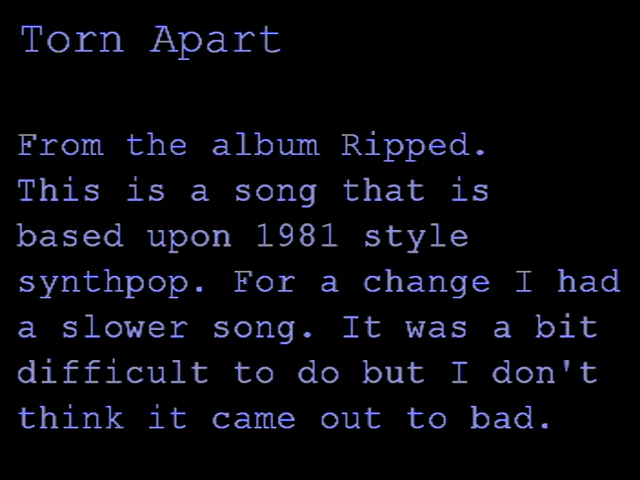 Torn Apart
From the album Ripped.
This is a song that is
based upon 1981 style
synthpop. For a change I had
a slower song. It was a bit
difficult to do but I don't
think it came out to bad.